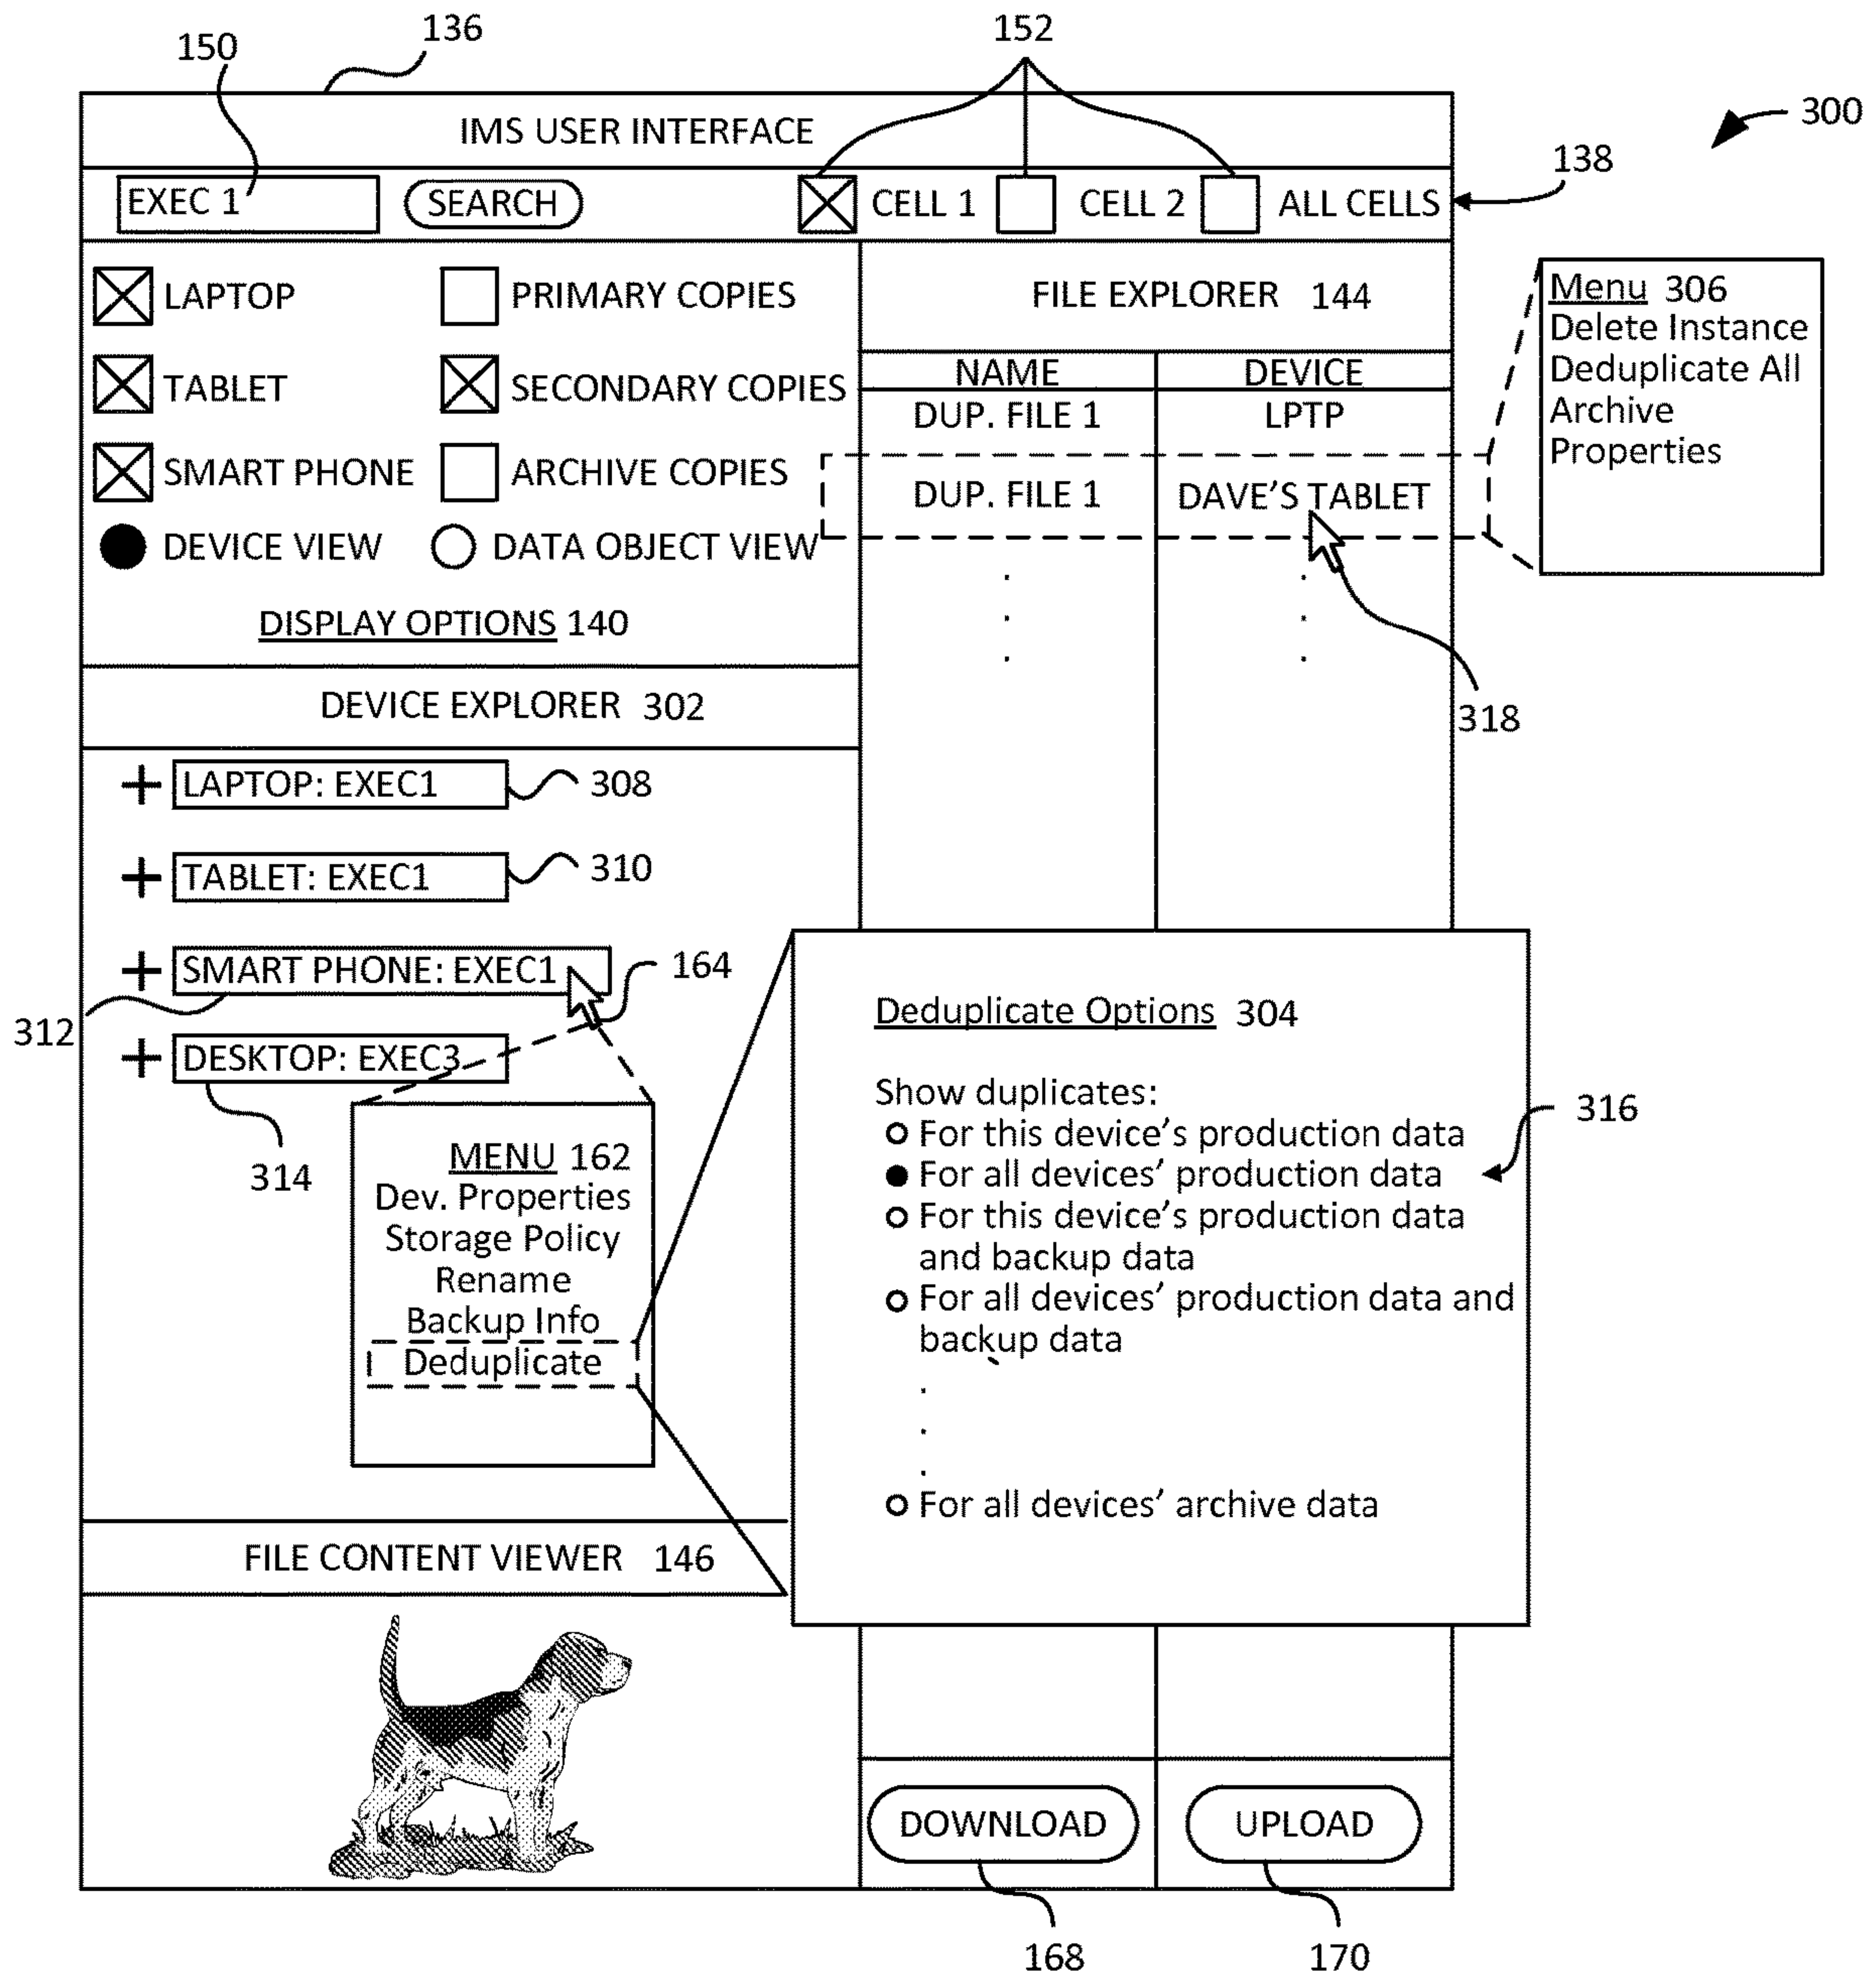 150
136
152
300
IMS USER INTERFACE
138
EXEC 1
SEARCH
CELL 1
CELL 2
ALL CELLS
LAPTOP
PRIMARY COPIES
TABLET
SECONDARY COPIES
SMART PHONE
ARCHIVE COPIES
DEVICE VIEW
DATA OBJECT VIEW
DISPLAY OPTIONS 140
FILE EXPLORER 144
NAME DEVICE
DUP. FILE 1 LPTP
DUP. FILE 1 DAVE'S TABLET
.
.
.
.
.
.
318
Menu 306
Delete Instance
Deduplicate All
Archive
Properties
DEVICE EXPLORER 302
+ LAPTOP: EXEC1
308
+ TABLET: EXEC1
310
+ SMART PHONE: EXEC1
164
312
+ DESKTOP: EXEC3
314
MENU 162
Dev. Properties
Storage Policy
Rename
Backup Info
Deduplicate
Deduplicate Options 304
Show duplicates:
For this device's production data
316
For all devices' production data
For this device's production data
and backup data
For all devices' production data and
backup data
.
.
.
For all devices' archive data
FILE CONTENT VIEWER 146
DOWNLOAD
UPLOAD
168
170